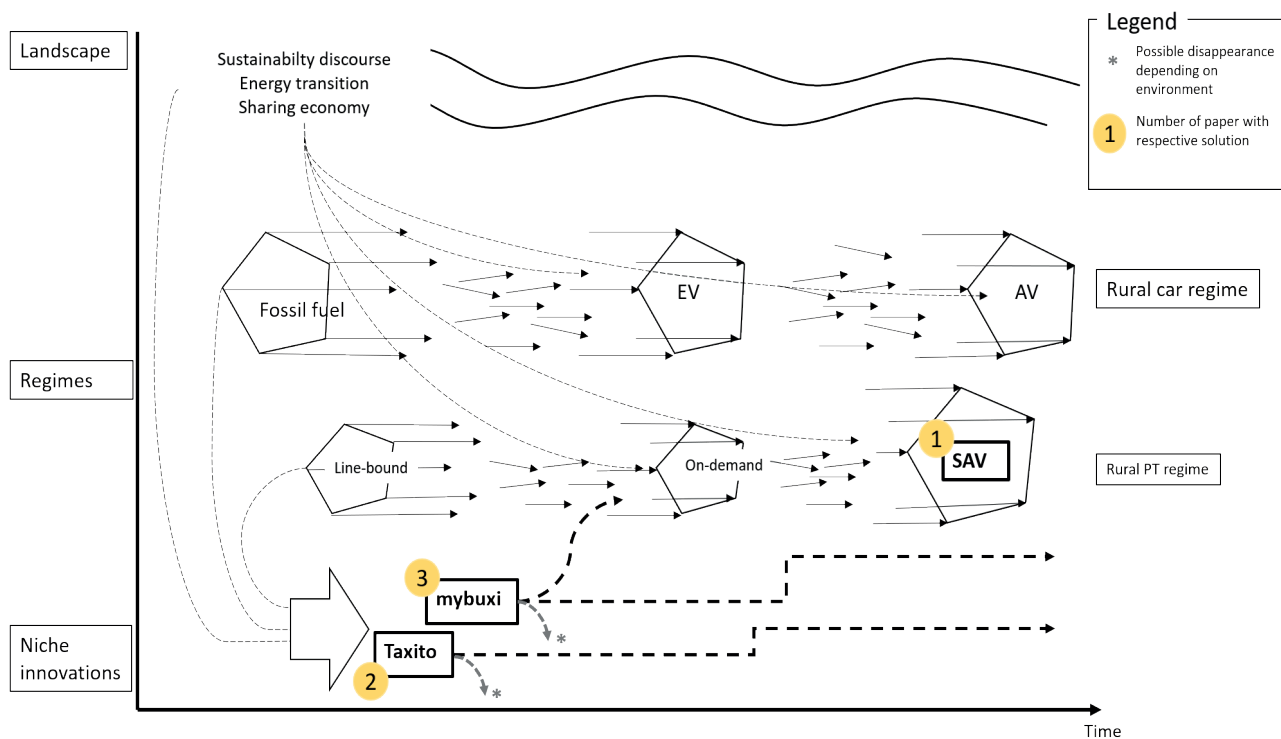 Landscape
Sustainabilty discourse
Energy transition
Sharing economy
Legend
*
Possible disappearance
depending on
environment
1
Number of paper with
respective solution
Fossil fuel
EV
AV
Rural car regime
Regimes
Line-bound
On-demand
1
SAV
Rural PT regime
3
mybuxi
*
Niche
innovations
Taxito
2
*
Time